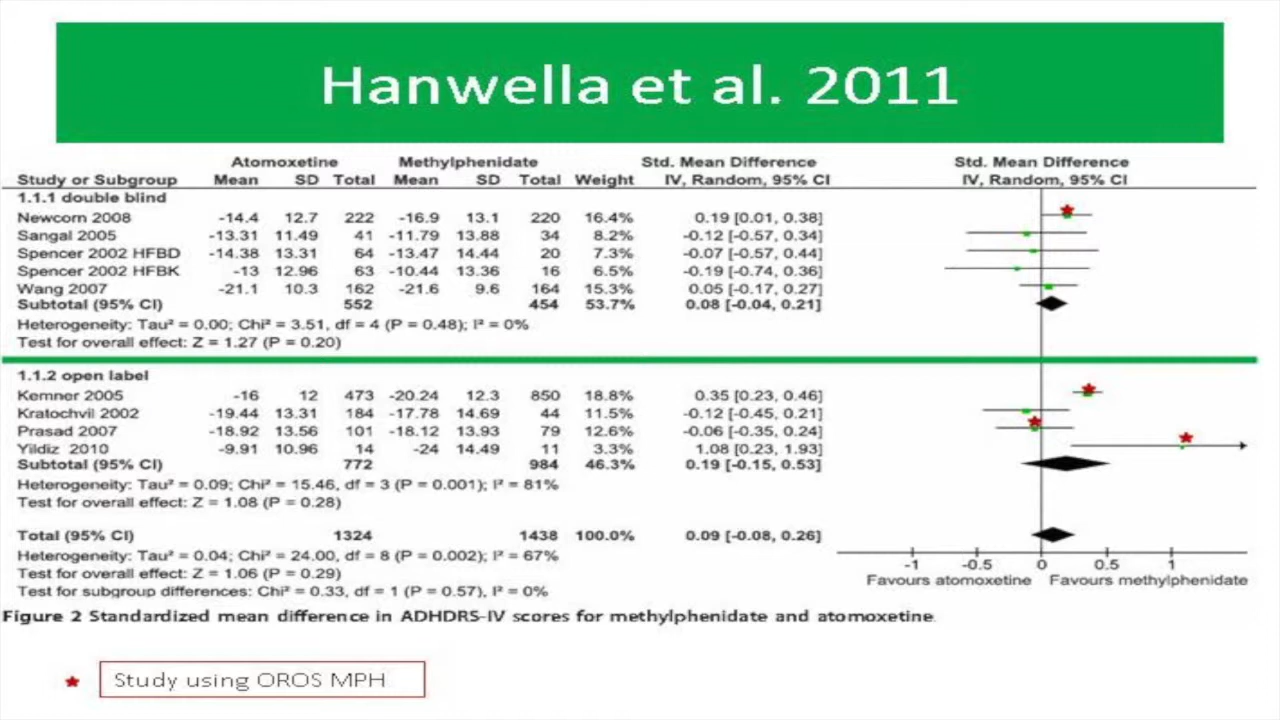 Hanwella et al. 2011
Atomoxetine Methylphenidate Std. Mean Difference Std. Mean Difference
Study or Subgroup Mean SD Total Mean SD Total Weight IV, Random, 95% CI IV, Random, 95% CI
1.1.1 double blind
Newcorn 2008 -14.4 12.7 222 -16.9 13.1 220 16.4% 0.19 [0.01, 0.38]
Sangal 2005 -13.31 11.49 41 -11.79 13.88 34 8.2% -0.12 [-0.57, 0.34]
Spencer 2002 HFBD -14.38 13.31 64 -13.47 14.44 20 7.3% -0.07 [-0.57, 0.44]
Spencer 2002 HFBK -13 12.96 63 -10.44 13.36 16 6.5% -0.19 [-0.74, 0.36]
Wang 2007 -21.1 10.3 162 -21.6 9.6 164 15.3% 0.05 [-0.17, 0.27]
Subtotal (95% CI) 552 454 53.7% 0.08 [-0.04, 0.21]
Heterogeneity: Tau² = 0.00; Chi² = 3.51, df = 4 (P = 0.48); I² = 0%
Test for overall effect: Z = 1.27 (P = 0.20)
1.1.2 open label
Kemner 2005 -16 12 473 -20.24 12.3 850 18.8% 0.35 [0.23, 0.46]
Kratochvil 2002 -19.44 13.31 184 -17.78 14.69 44 11.5% -0.12 [-0.45, 0.21]
Prasad 2007 -18.92 13.56 101 -18.12 13.93 79 12.6% -0.06 [-0.35, 0.24]
Yildiz 2010 -9.91 10.96 14 -24 14.49 11 3.3% 1.08 [0.23, 1.93]
Subtotal (95% CI) 772 984 46.3% 0.19 [-0.15, 0.53]
Heterogeneity: Tau² = 0.09; Chi² = 15.46, df = 3 (P = 0.001); I² = 81%
Test for overall effect: Z = 1.08 (P = 0.28)
Total (95% CI) 1324 1438 100.0% 0.09 [-0.08, 0.26]
Heterogeneity: Tau² = 0.04; Chi² = 24.00, df = 8 (P = 0.002); I² = 67%
Test for overall effect: Z = 1.06 (P = 0.29)
Test for subgroup differences: Chi² = 0.33, df = 1 (P = 0.57), I² = 0%
-1 -0.5 0 0.5 1
Favours atomoxetine Favours methylphenidate
Figure 2 Standardized mean difference in ADHDRS-IV scores for methylphenidate and atomoxetine.
Study using OROS MPH